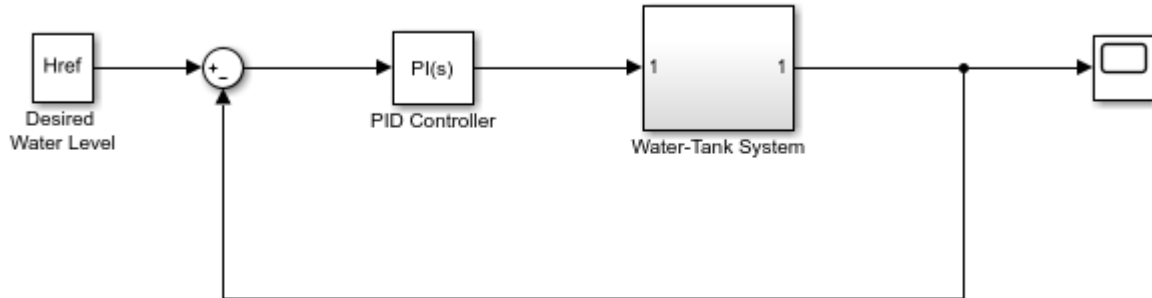 Href
+
-
PI(s)
1
1
Desired
Water Level
PID Controller
Water-Tank System